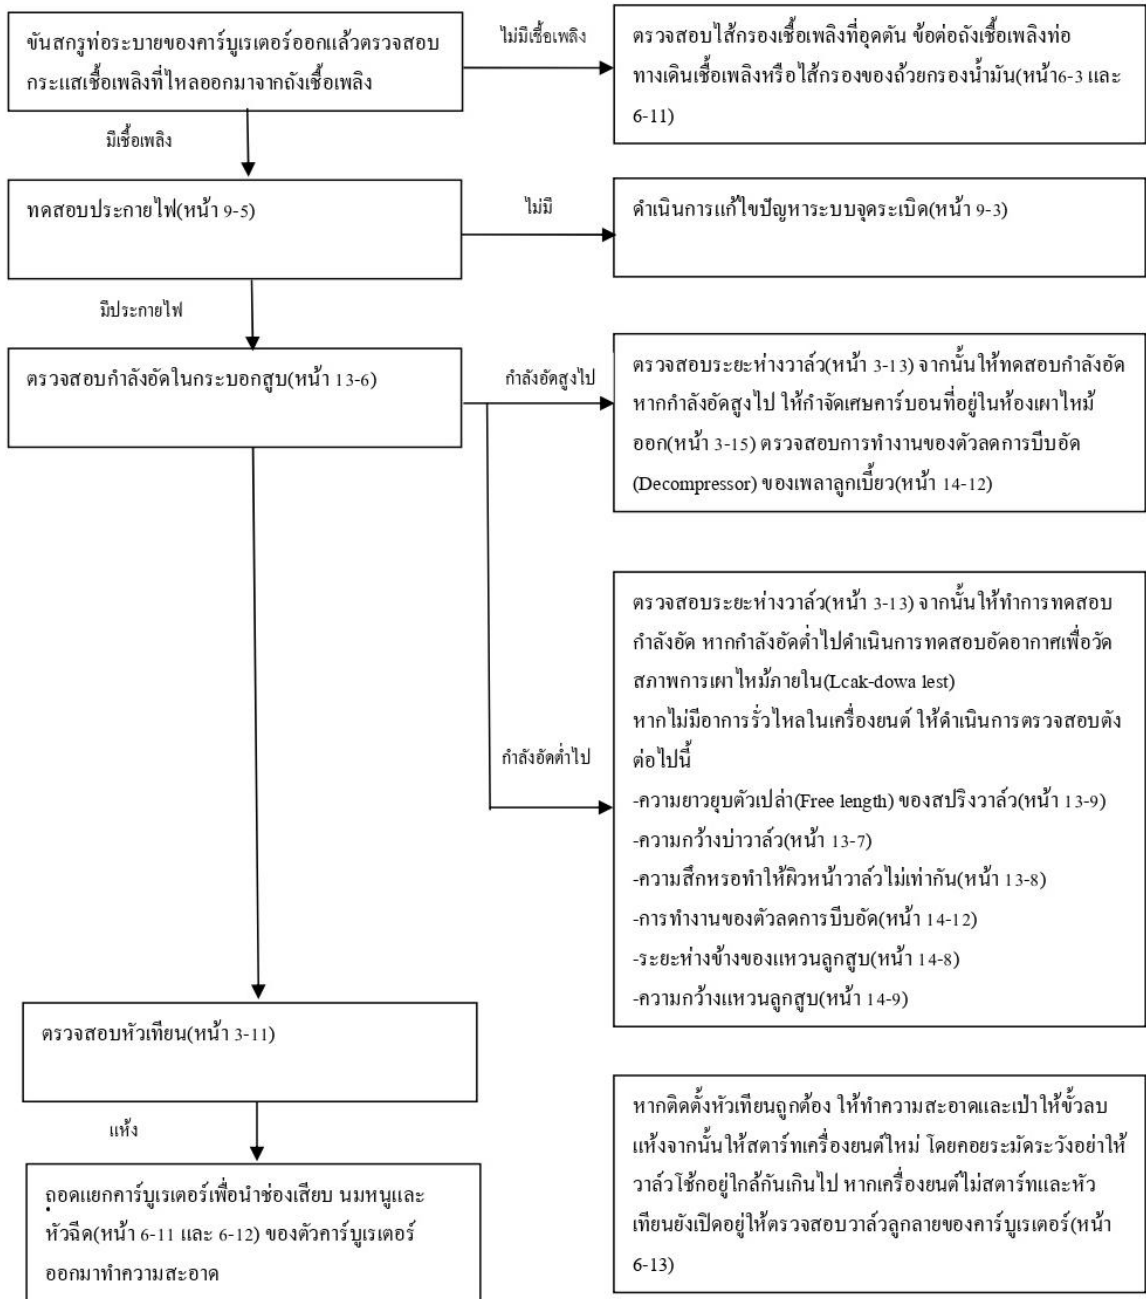 ขันสกรูท่อระบายของคาร์บูเรเตอร์ออกแล้วตรวจสอบ
กระแสเชื้อเพลิงที่ไหลออกมาจากถังเชื้อเพลิง
ไม่มีเชื้อเพลิง
ตรวจสอบไส้กรองเชื้อเพลิงที่อุดตัน ข้อต่อถังเชื้อเพลิงท่อ
ทางเดินเชื้อเพลิงหรือไส้กรองของถ้วยกรองน้ำมัน(หน้า16-3 และ
6-11)
มีเชื้อเพลิง
ทดสอบประกายไฟ(หน้า 9-5)
ไม่มี
ดำเนินการแก้ไขปัญหาระบบจุดระเบิด(หน้า 9-3)
มีประกายไฟ
ตรวจสอบกำลังอัดในกระบอกสูบ(หน้า 13-6)
กำลังอัดสูงไป
ตรวจสอบระยะห่างวาล์ว(หน้า 3-13) จากนั้นให้ทดสอบกำลังอัด
หากกำลังอัดสูงไป ให้กำจัดเศษคาร์บอนที่อยู่ในห้องเผาไหม้
ออก(หน้า 3-15) ตรวจสอบการทำงานของตัวลดการบีบอัด
(Decompressor) ของเพลาลูกเบี้ยว(หน้า 14-12)
กำลังอัดต่ำไป
ตรวจสอบระยะห่างวาล์ว(หน้า 3-13) จากนั้นให้ทำการทดสอบ
กำลังอัด หากกำลังอัดต่ำไปดำเนินการทดสอบอัดอากาศเพื่อวัด
สภาพการเผาไหม้ภายใน(Lcak-dowa lest)
หากไม่มีอาการรั่วไหลในเครื่องยนต์ ให้ดำเนินการตรวจสอบดัง
ต่อไปนี้
-ความยาวยุบตัวเปล่า(Free length) ของสปริงวาล์ว(หน้า 13-9)
-ความกว้างบ่าวาล์ว(หน้า 13-7)
-ความสึกหรอทำให้ผิวหน้าวาล์วไม่เท่ากัน(หน้า 13-8)
-การทำงานของตัวลดการบีบอัด(หน้า 14-12)
-ระยะห่างข้างของแหวนลูกสูบ(หน้า 14-8)
-ความกว้างแหวนลูกสูบ(หน้า 14-9)
ตรวจสอบหัวเทียน(หน้า 3-11)
แห้ง
ถอดแยกคาร์บูเรเตอร์เพื่อนำช่องเสียบ นมหนูและ
หัวฉีด(หน้า 6-11 และ 6-12) ของตัวคาร์บูเรเตอร์
ออกมาทำความสะอาด
หากติดตั้งหัวเทียนถูกต้อง ให้ทำความสะอาดและเป่าให้ขั้วลบ
แห้งจากนั้นให้สตาร์ทเครื่องยนต์ใหม่ โดยคอยระมัดระวังอย่าให้
วาล์วโช้กอยู่ใกล้กันเกินไป หากเครื่องยนต์ไม่สตาร์ทและหัว
เทียนยังเปิดอยู่ให้ตรวจสอบวาล์วลูกลายของคาร์บูเรเตอร์(หน้า
6-13)